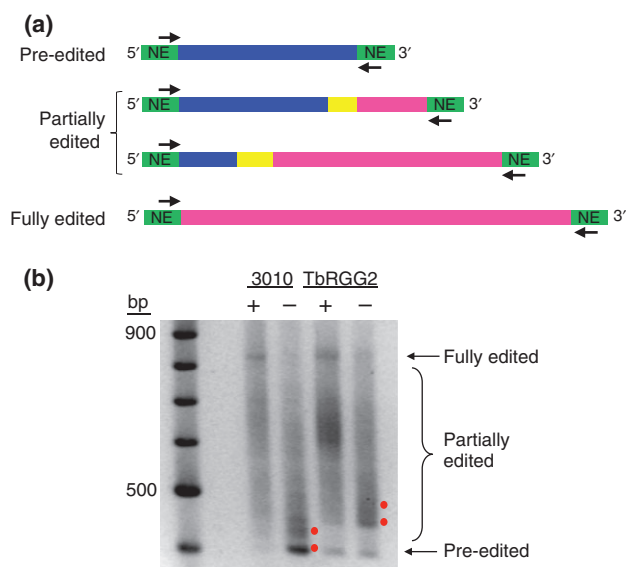 (a)
5′ NE NE 3′
Pre-edited
5′ NE NE 3′
Partially
edited
5′ NE NE 3′
Fully edited 5′ NE NE 3′
(b)
3010 TbRGG2
bp + − + −
900
Fully edited
Partially
edited
500
Pre-edited